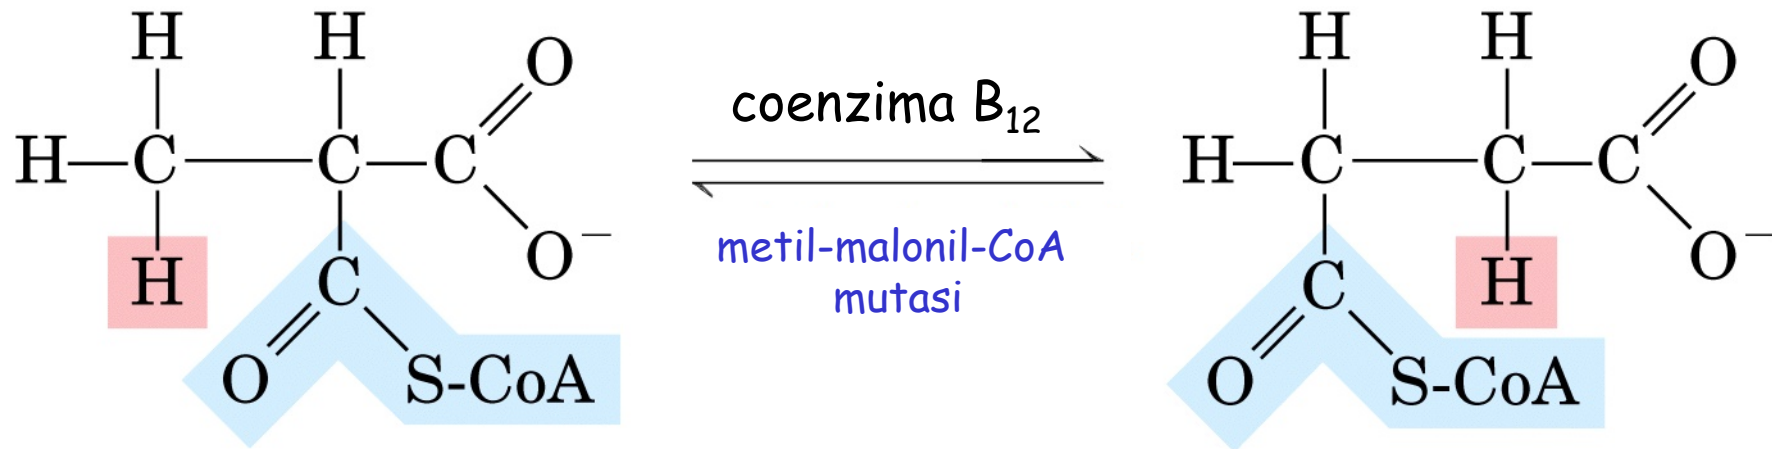 H H O H H O
H C C C coenzima B12 H C C C
H C O⁻ metil-malonil-CoA C H O⁻
mutasi
O S-CoA O S-CoA